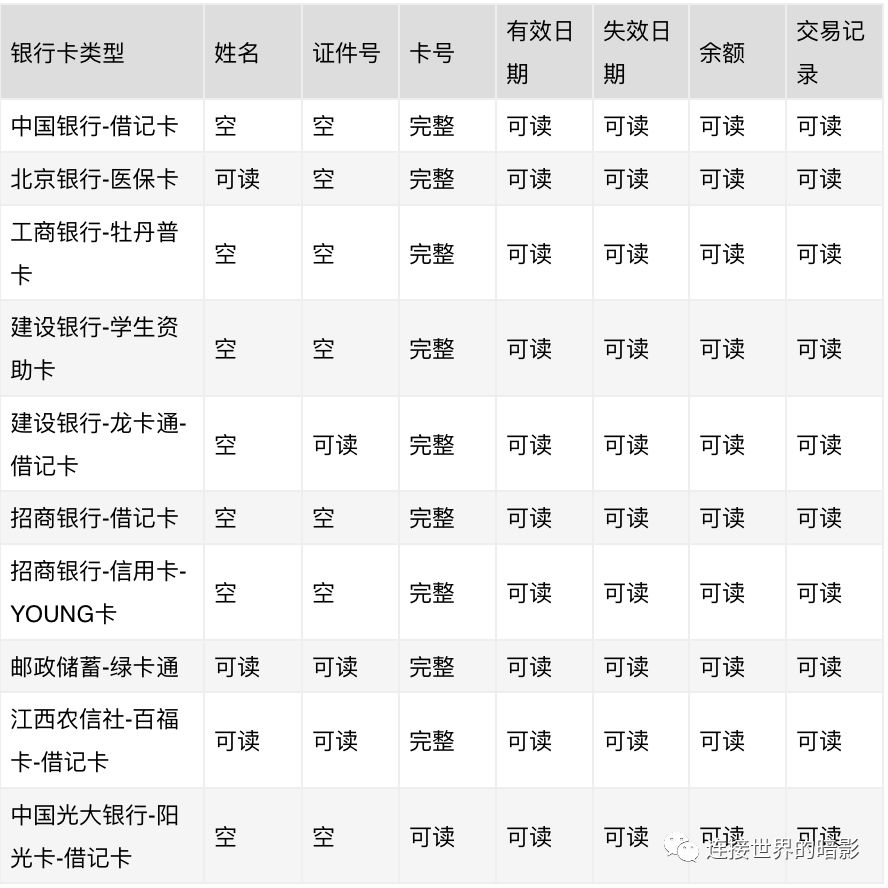 银行卡类型 姓名 证件号 卡号 有效日期 失效日期 余额 交易记录
中国银行-借记卡 空 空 完整 可读 可读 可读 可读
北京银行-医保卡 可读 空 完整 可读 可读 可读 可读
工商银行-牡丹普卡 空 空 完整 可读 可读 可读 可读
建设银行-学生资助卡 空 空 完整 可读 可读 可读 可读
建设银行-龙卡通-借记卡 空 可读 完整 可读 可读 可读 可读
招商银行-借记卡 空 空 完整 可读 可读 可读 可读
招商银行-信用卡-YOUNG卡 空 空 完整 可读 可读 可读 可读
邮政储蓄-绿卡通 可读 可读 完整 可读 可读 可读 可读
江西农信社-百福卡-借记卡 可读 可读 完整 可读 可读 可读 可读
中国光大银行-阳光卡-借记卡 空 空 可读 可读 可读 可读 可读
连接世界的暗影